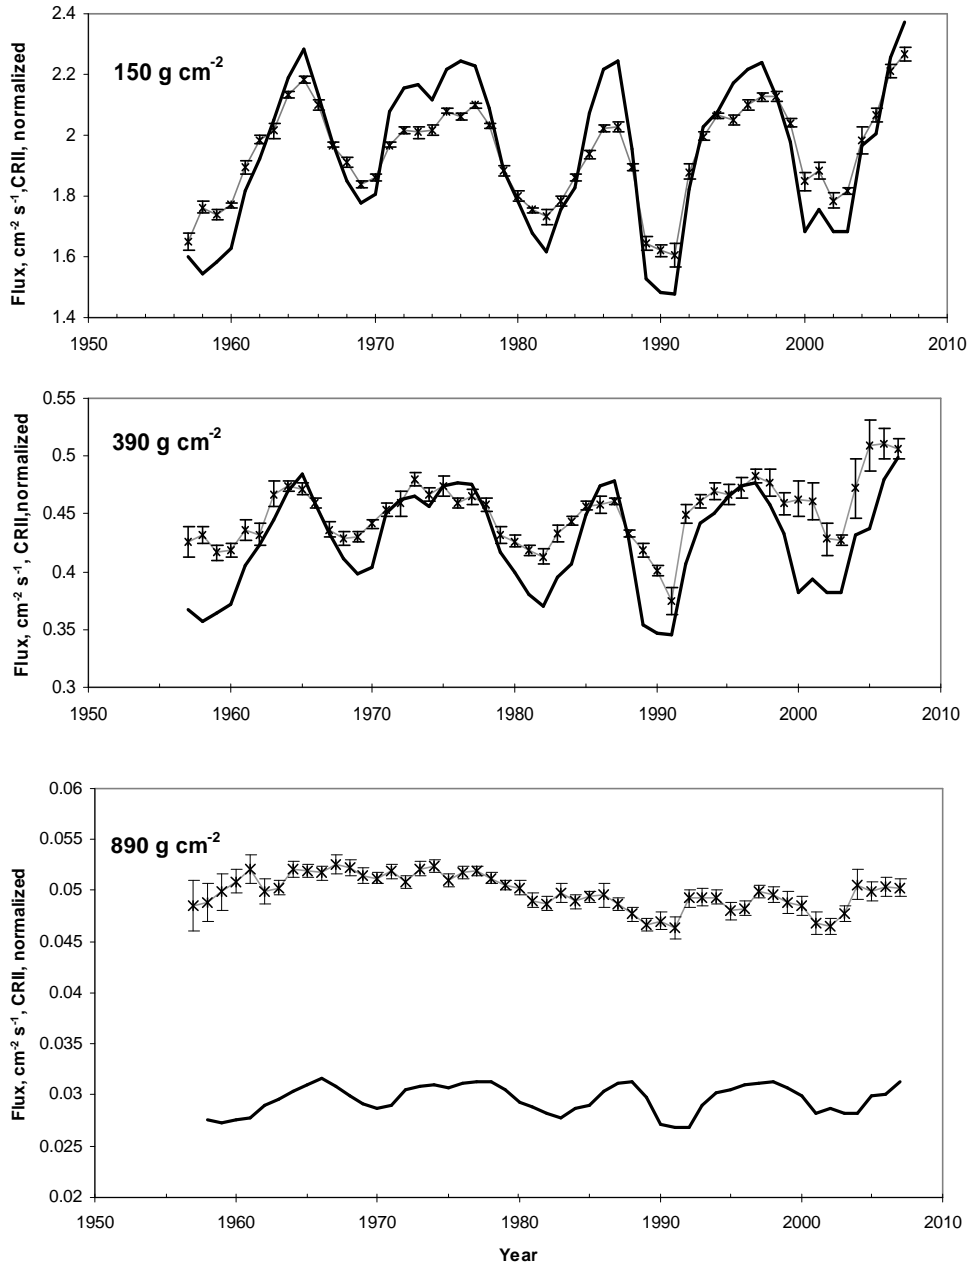 Flux, cm-2 s-1,CRII, normalized
150 g cm-2
2.4
2.2
2
1.8
1.6
1.4
1950 1960 1970 1980 1990 2000 2010
Flux, cm-2 s-1, CRII,normalized
390 g cm-2
0.55
0.5
0.45
0.4
0.35
0.3
1950 1960 1970 1980 1990 2000 2010
Flux, cm-2 s-1, CRII, normalized
890 g cm-2
0.06
0.055
0.05
0.045
0.04
0.035
0.03
0.025
0.02
1950 1960 1970 1980 1990 2000 2010
Year